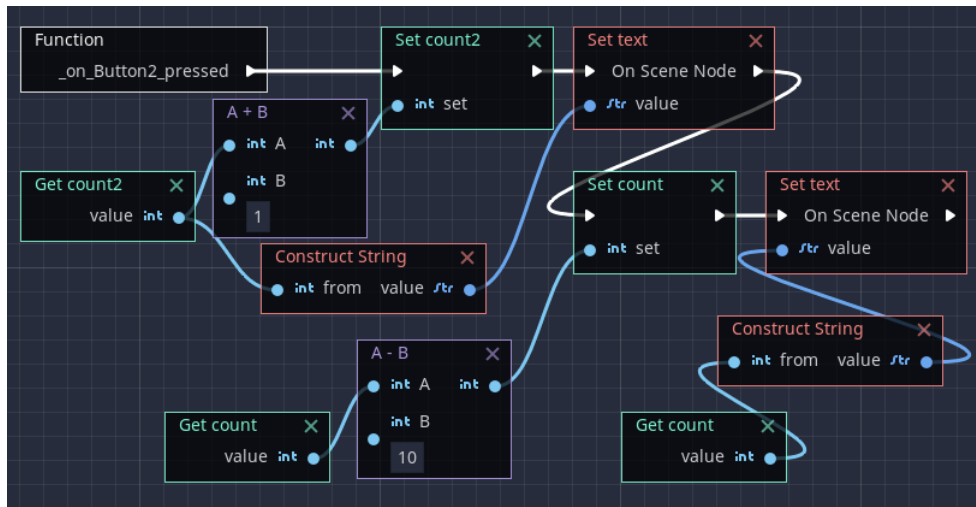 Function
_on_Button2_pressed
Set count2
int set
Set text
On Scene Node
Str value
A + B
int A int
int B
1
Get count2
value int
Construct String
int from value Str
Set count
int set
Set text
On Scene Node
Str value
A - B
int A int
int B
10
Get count
value int
Construct String
int from value Str
Get count
value int